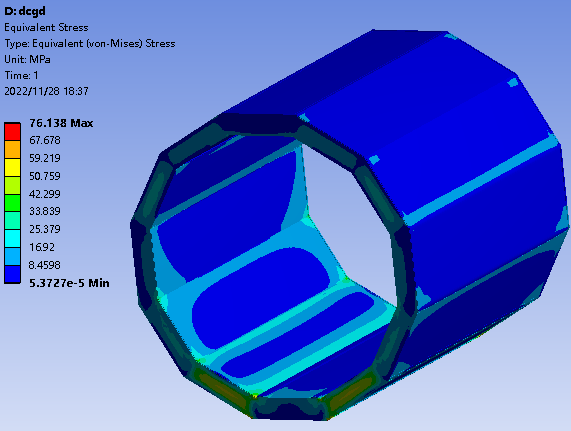 D: dcgd
Equivalent Stress
Type: Equivalent (von-Mises) Stress
Unit: MPa
Time: 1
2022/11/28 18:37
76.138 Max
67.678
59.219
50.759
42.299
33.839
25.379
16.92
8.4598
5.3727e-5 Min